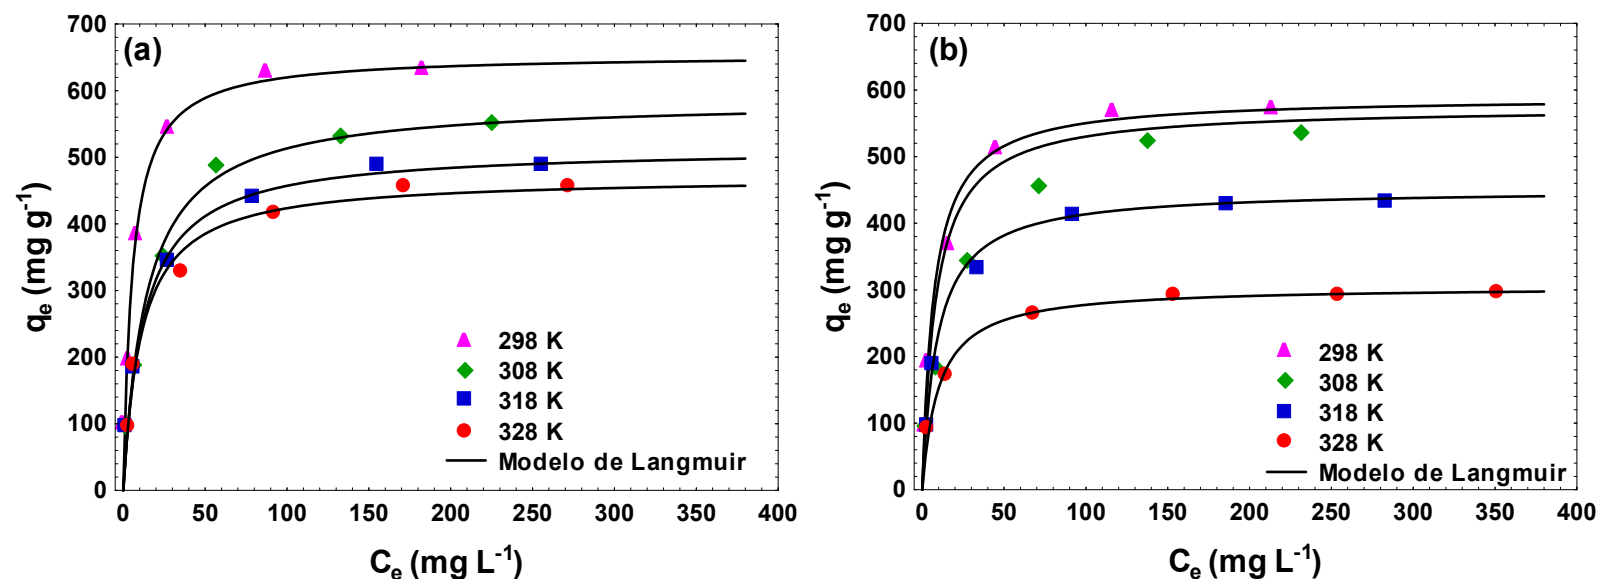 (a)
700
600
500
400
300
200
100
0
qe (mg g-1)
298 K
308 K
318 K
328 K
Modelo de Langmuir
0 50 100 150 200 250 300 350 400
Ce (mg L-1)
(b)
700
600
500
400
300
200
100
0
qe (mg g-1)
298 K
308 K
318 K
328 K
Modelo de Langmuir
0 50 100 150 200 250 300 350 400
Ce (mg L-1)